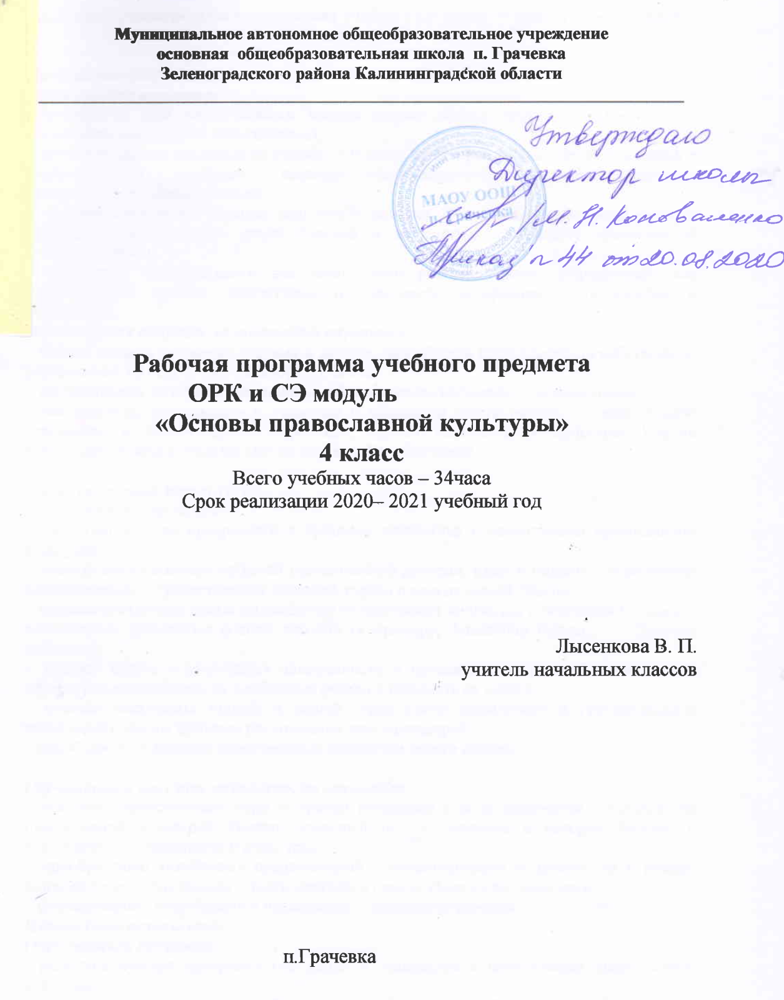 Муниципальное автономное общеобразовательное учреждение
основная общеобразовательная школа п. Грачевка
Зеленоградского района Калининградской области
Утверждаю
Директор школы
МАОУ ООШ
п. Грачевка
М. Н. Коноваленко
Приказ № 44 от 20.08.2020
Рабочая программа учебного предмета
ОРК и СЭ модуль
«Основы православной культуры»
4 класс
Всего учебных часов – 34часа
Срок реализации 2020– 2021 учебный год
Лысенкова В. П.
учитель начальных классов
п.Грачевка